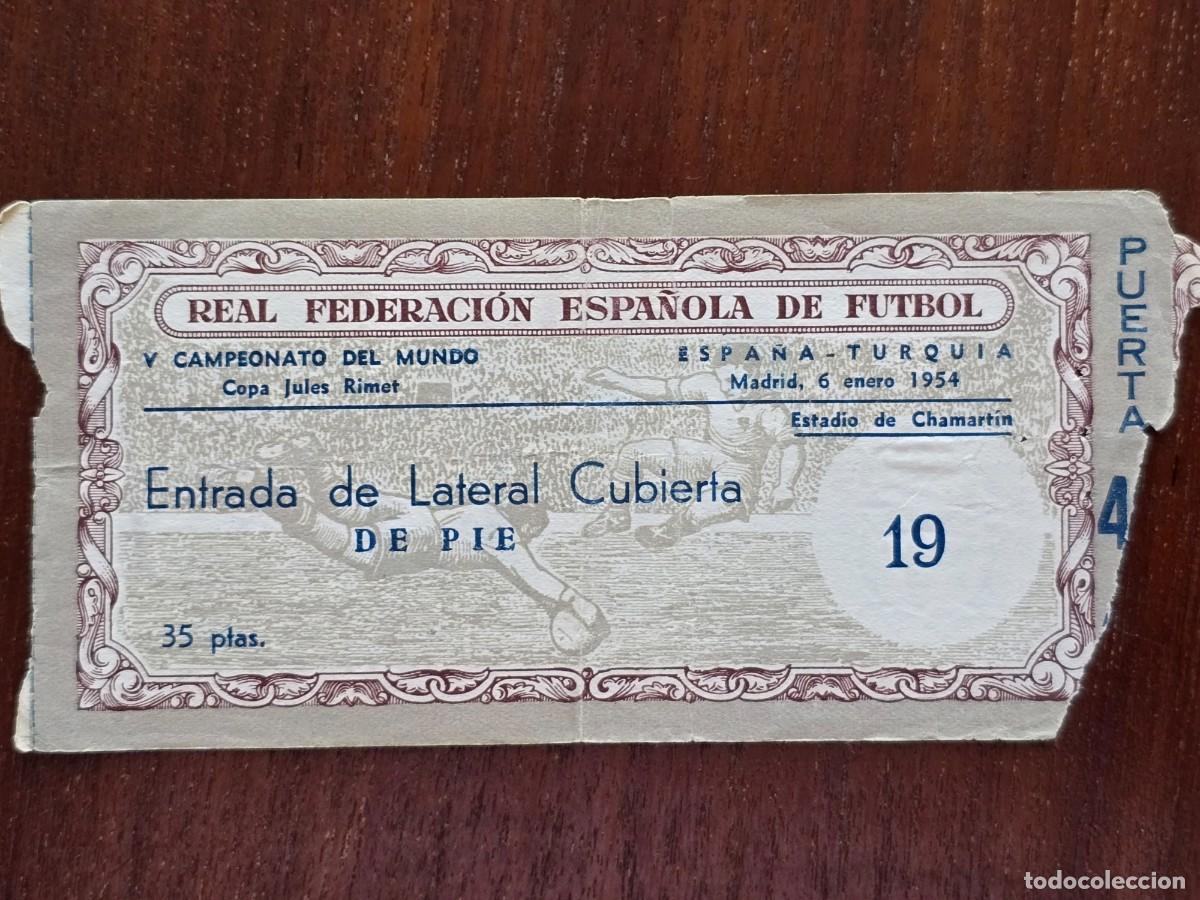 REAL FEDERACIÓN ESPAÑOLA DE FUTBOL
V CAMPEONATO DEL MUNDO
Copa Jules Rimet
ESPAÑA - TURQUIA
Madrid, 6 enero 1954
Estadio de Chamartín
Entrada de Lateral Cubierta
DE PIE
19
35 ptas.
PUERTA 4
todocoleccion